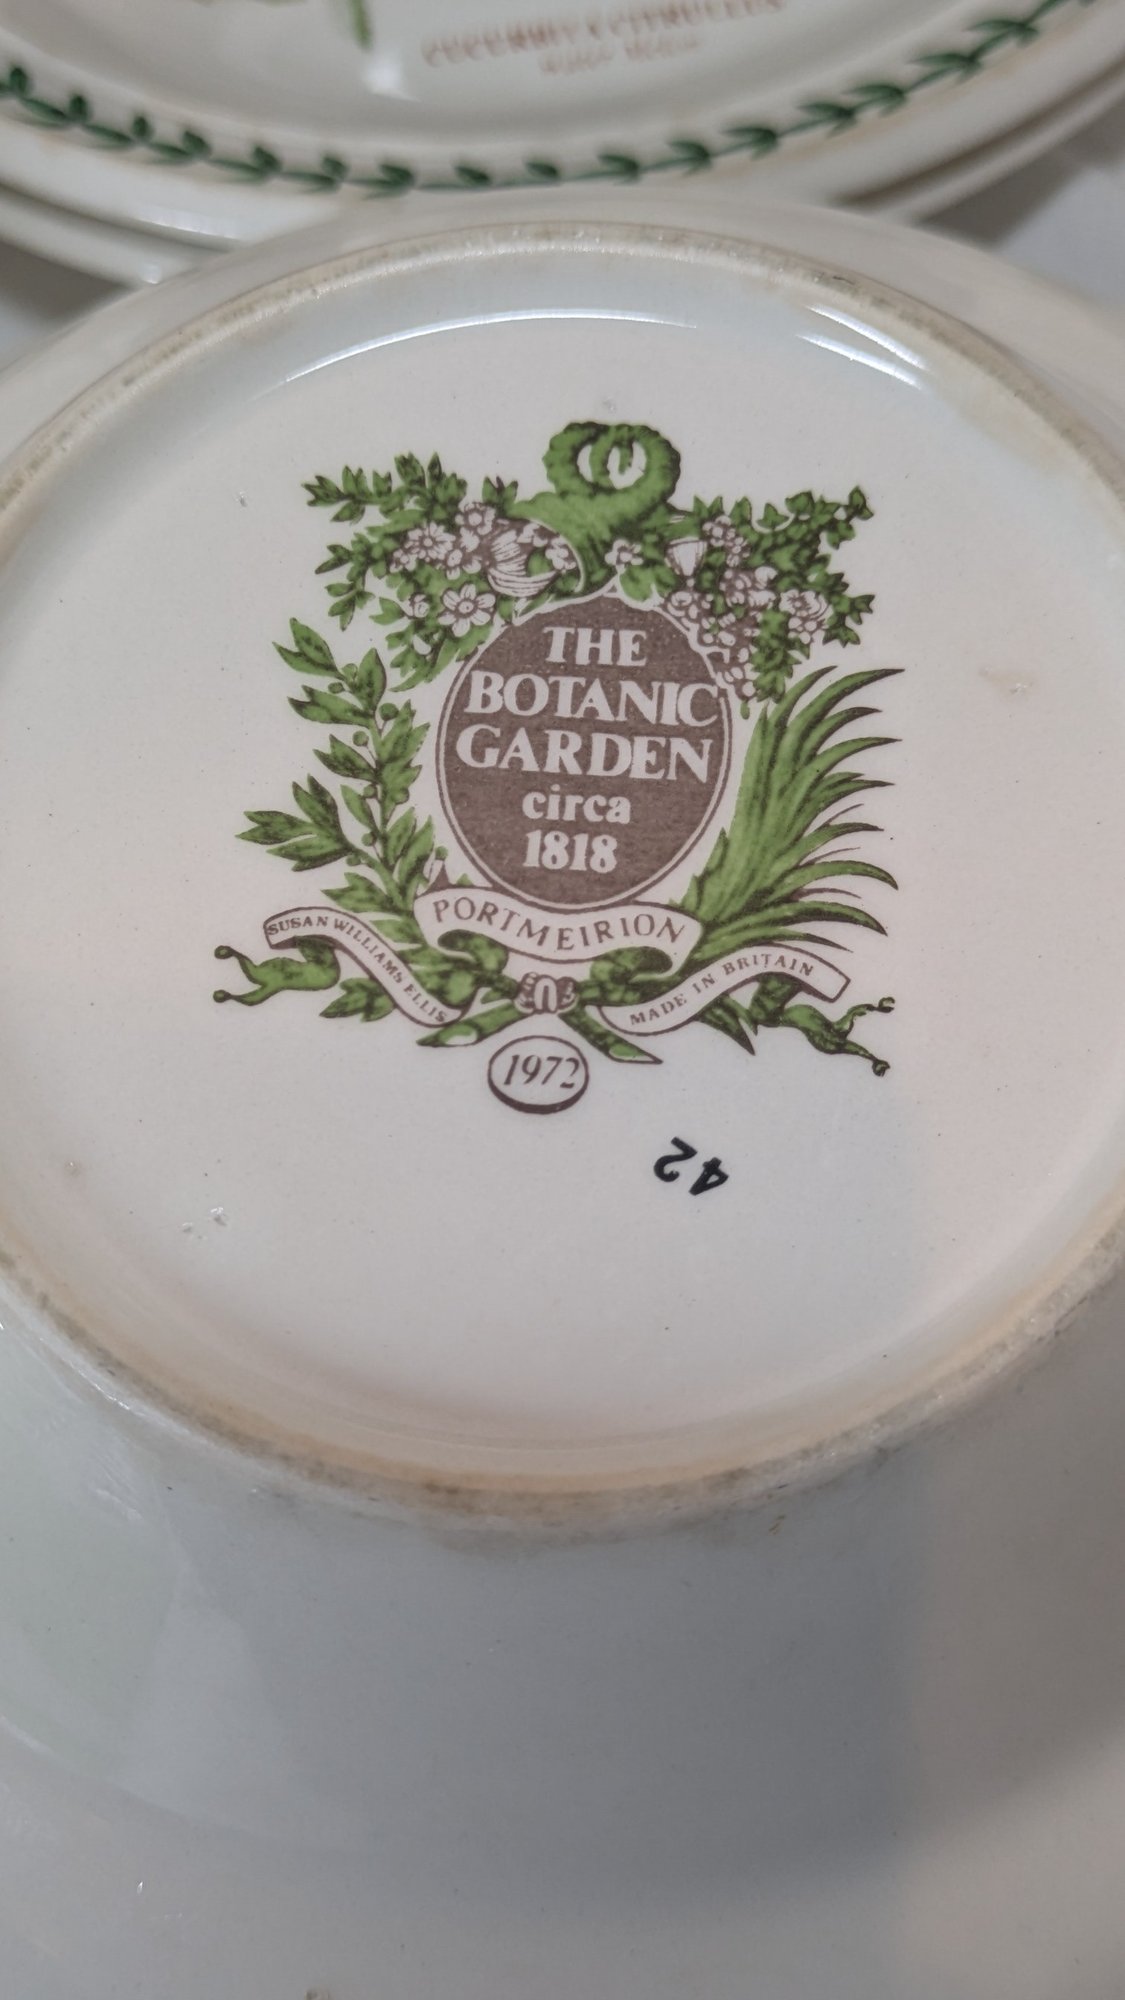 THE
BOTANIC
GARDEN
circa
1818
PORTMEIRION
SUSAN WILLIAMS ELLIS
MADE IN BRITAIN
1972
42